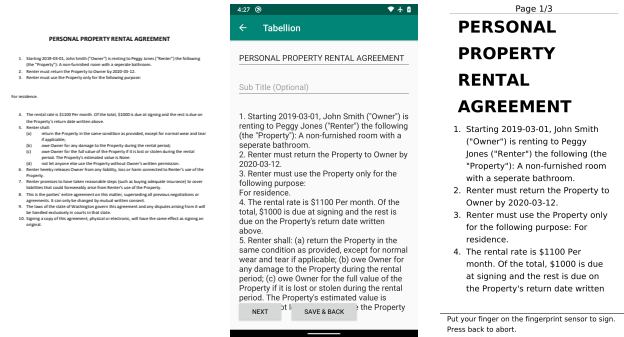 PERSONAL PROPERTY RENTAL AGREEMENT
1. Starting 2019-03-01, John Smith ("Owner") is renting to Peggy Jones ("Renter") the following
(the "Property"): A non-furnished room with a seperate bathroom.
2. Renter must return the Property to Owner by 2020-03-12.
3. Renter must use the Property only for the following purpose:
For residence.
4. The rental rate is $1100 Per month. Of the total, $1000 is due at signing and the rest is due on
the Property's return date written above.
5. Renter shall:
(a) return the Property in the same condition as provided, except for normal wear and tear
if applicable;
(b) owe Owner for any damage to the Property during the rental period;
(c) owe Owner for the full value of the Property if it is lost or stolen during the rental
period. The Property's estimated value is None.
(d) not let anyone else use the Property without Owner's written permission.
6. Renter hereby releases Owner from any liability, loss or harm connected to Renter's use of the
Property.
7. Renter promises to have taken reasonable steps (such as buying adequate insurance) to cover
liabilities that could foreseeably arise from Renter's use of the Property.
8. This is the parties' entire agreement on this matter, superseding all previous negotiations or
agreements. It can only be changed by mutual written consent.
9. The laws of the state of Washington govern this agreement and any disputes arising from it will
be handled exclusively in courts in that state.
10. Signing a copy of this agreement, physical or electronic, will have the same effect as signing an
original.
4:27
Tabellion
PERSONAL PROPERTY RENTAL AGREEMENT
Sub Title (Optional)
1. Starting 2019-03-01, John Smith ("Owner") is
renting to Peggy Jones ("Renter") the following
(the "Property"): A non-furnished room with a
seperate bathroom.
2. Renter must return the Property to Owner by
2020-03-12.
3. Renter must use the Property only for the
following purpose:
For residence.
4. The rental rate is $1100 Per month. Of the
total, $1000 is due at signing and the rest is
due on the Property's return date written
above.
5. Renter shall: (a) return the Property in the
same condition as provided, except for normal
wear and tear if applicable; (b) owe Owner for
any damage to the Property during the rental
period; (c) owe Owner for the full value of the
Property if it is lost or stolen during the rental
period. The Property's estimated value is
the Property
NEXT
SAVE & BACK
Page 1/3
PERSONAL
PROPERTY
RENTAL
AGREEMENT
1. Starting 2019-03-01, John Smith
("Owner") is renting to Peggy
Jones ("Renter") the following (the
"Property"): A non-furnished room
with a seperate bathroom.
2. Renter must return the Property to
Owner by 2020-03-12.
3. Renter must use the Property only
for the following purpose: For
residence.
4. The rental rate is $1100 Per
month. Of the total, $1000 is due
at signing and the rest is due on
the Property's return date written
Put your finger on the fingerprint sensor to sign.
Press back to abort.